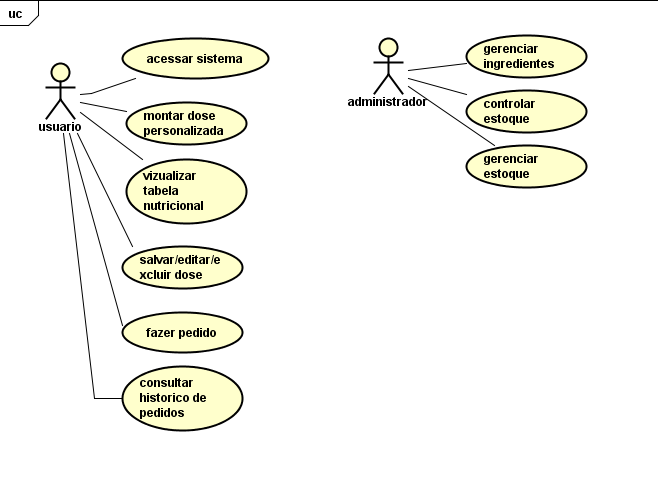 uc
usuario
acessar sistema
montar dose
personalizada
vizualizar
tabela
nutricional
salvar/editar/e
xcluir dose
fazer pedido
consultar
historico de
pedidos
administrador
gerenciar
ingredientes
controlar
estoque
gerenciar
estoque